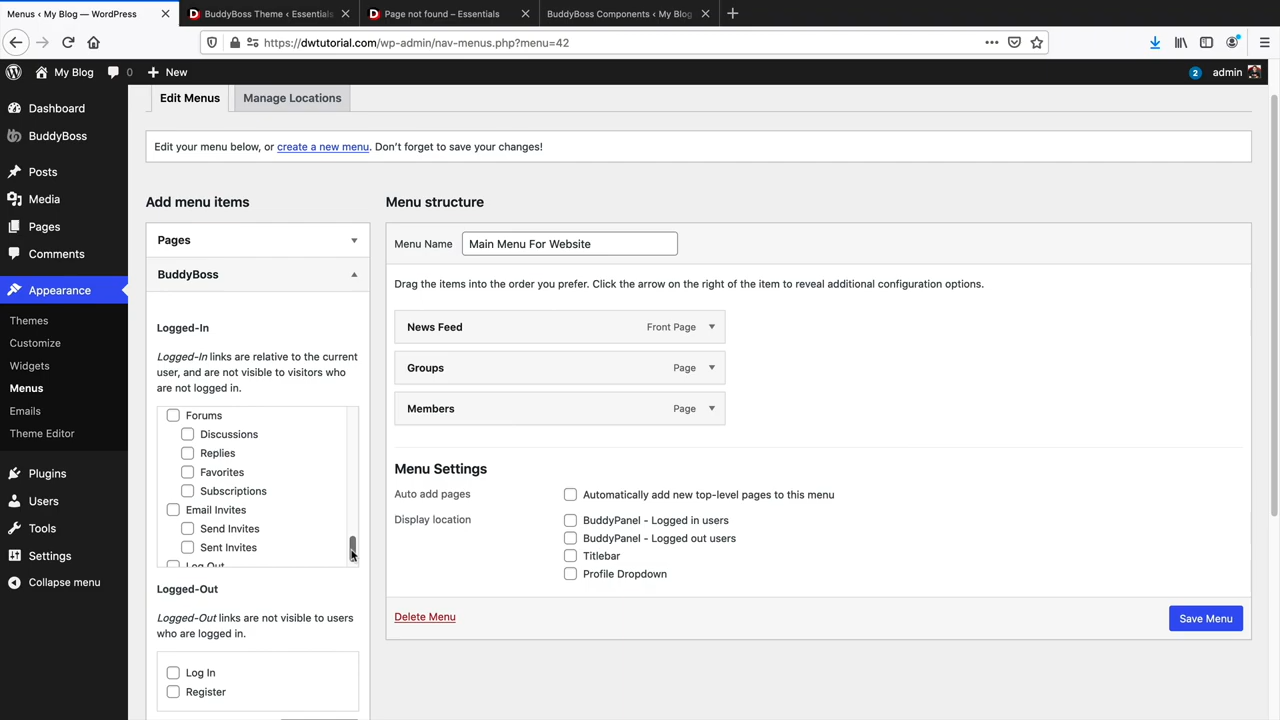 Menus ‹ My Blog — WordPress
BuddyBoss Theme ‹ Essentials
Page not found – Essentials
BuddyBoss Components ‹ My Blog
https://dwtutorial.com/wp-admin/nav-menus.php?menu=42
My Blog
0
New
2
admin
Dashboard
BuddyBoss
Posts
Media
Pages
Comments
Appearance
Themes
Customize
Widgets
Menus
Emails
Theme Editor
Plugins
Users
Tools
Settings
Collapse menu
Edit Menus
Manage Locations
Edit your menu below, or create a new menu. Don’t forget to save your changes!
Add menu items
Pages
BuddyBoss
Logged-In
Logged-In links are relative to the current
user, and are not visible to visitors who
are not logged in.
Forums
Discussions
Replies
Favorites
Subscriptions
Email Invites
Send Invites
Sent Invites
Log Out
Logged-Out
Logged-Out links are not visible to users
who are logged in.
Log In
Register
Menu structure
Menu Name
Main Menu For Website
Drag the items into the order you prefer. Click the arrow on the right of the item to reveal additional configuration options.
News Feed Front Page
Groups Page
Members Page
Menu Settings
Auto add pages
Automatically add new top-level pages to this menu
Display location
BuddyPanel - Logged in users
BuddyPanel - Logged out users
Titlebar
Profile Dropdown
Delete Menu
Save Menu